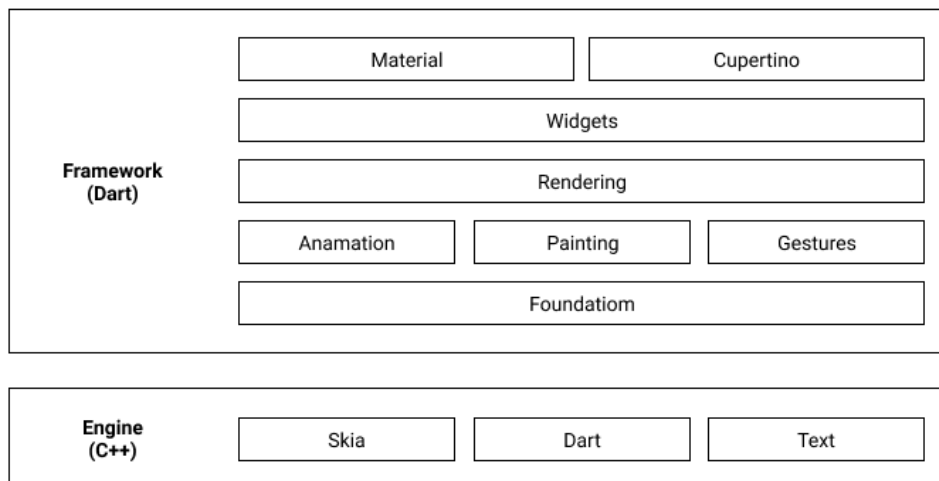 Material
Cupertino
Widgets
Framework
(Dart)
Rendering
Anamation
Painting
Gestures
Foundatiom
Engine
(C++)
Skia
Dart
Text